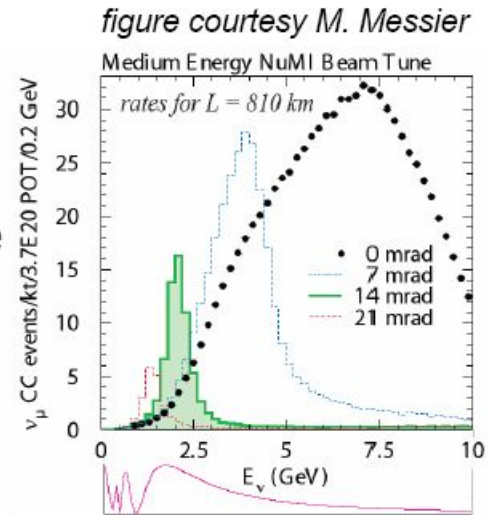 figure courtesy M. Messier
Medium Energy NuMI Beam Tune
rates for L = 810 km
ν_μ CC events/kt/3.7E20 POT/0.2 GeV
30
25
20
15
10
5
0
0 mrad
7 mrad
14 mrad
21 mrad
0 2.5 5 7.5 10
E_ν (GeV)